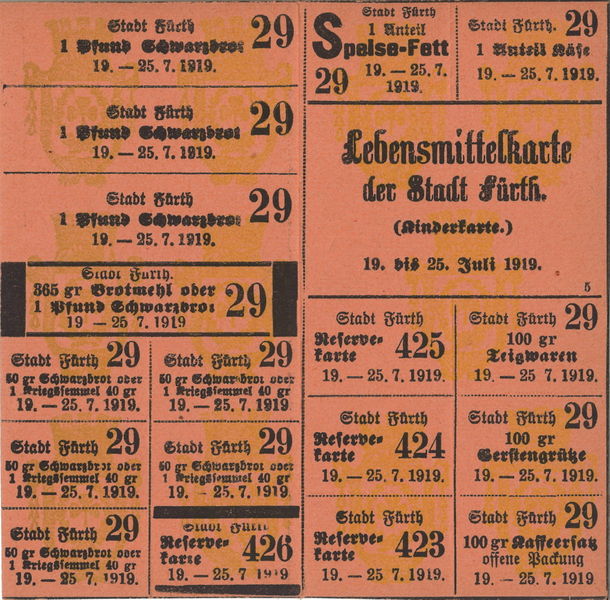 Stadt Fürth 29
1 Pfund Schwarzbrot
19. — 25. 7. 1919.
Stadt Fürth 29
1 Pfund Schwarzbrot
19. — 25. 7. 1919.
Stadt Fürth 29
1 Pfund Schwarzbrot
19. — 25. 7. 1919.
Stadt Fürth.
365 gr Brotmehl oder 29
1 Pfund Schwarzbrot
19 — 25 7. 1919
Stadt Fürth 29
50 gr Schwarzbrot oder
1 Kriegssemmel 40 gr
19. — 25. 7. 1919.
Stadt Fürth 29
50 gr Schwarzbrot oder
1 Kriegssemmel 40 gr
19. — 25. 7. 1919.
Stadt Fürth 29
50 gr Schwarzbrot oder
1 Kriegssemmel 40 gr
19. — 25. 7. 1919.
Stadt Fürth 29
50 gr Schwarzbrot oder
1 Kriegssemmel 40 gr
19. — 25. 7. 1919
Stadt Fürth 29
50 gr Schwarzbrot oder
1 Kriegssemmel 40 gr
19. — 25 7. 1919.
Stadt Fürth
Reserve-
karte 426
19. — 25. 7 1919
Stadt Fürth
1 Anteil
Speise-Fett
29 19. — 25. 7.
1919.
Stadt Fürth. 29
1 Anteil Käse
19. — 25. 7. 1919.
Lebensmittelkarte
der Stadt Fürth.
(Kinderkarte.)
19. bis 25. Juli 1919.
5
Stadt Fürth
Reserve-
karte 425
19. — 25. 7. 1919.
Stadt Fürth 29
100 gr
Teigwaren
19. — 25. 7. 1919.
Stadt Fürth
Reserve-
karte 424
19. — 25. 7. 1919.
Stadt Fürth 29
100 gr
Gerstengrütze
19. — 25. 7. 1919.
Stadt Fürth
Reserve-
karte 423
19. — 25. 7. 1919.
Stadt Fürth 29
100 gr Kaffeersatz
offene Packung
19. — 25. 7. 1919.